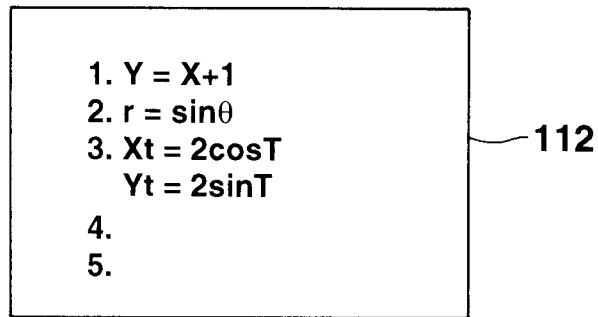 1. Y = X+1
2. r = sinθ
3. Xt = 2cosT
Yt = 2sinT
4.
5.
112